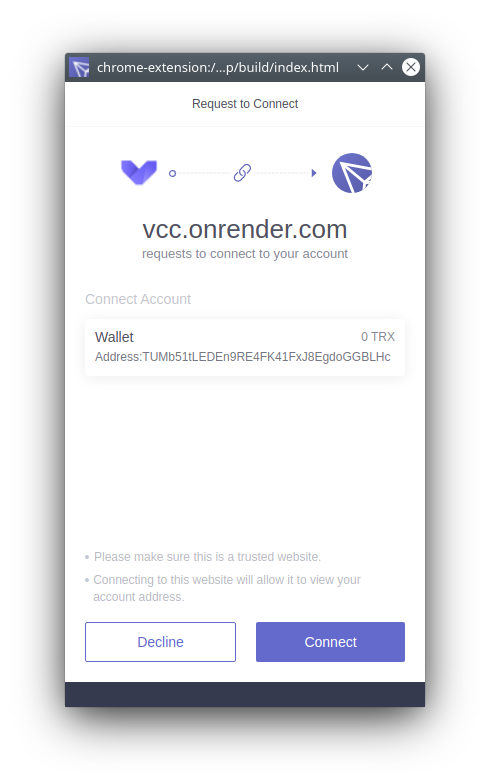 chrome-extension:/...p/build/index.html
Request to Connect
vcc.onrender.com
requests to connect to your account
Connect Account
Wallet 0 TRX
Address:TUMb51tLEDEn9RE4FK41FxJ8EgdoGGBLHc
• Please make sure this is a trusted website.
• Connecting to this website will allow it to view your
account address.
Decline Connect